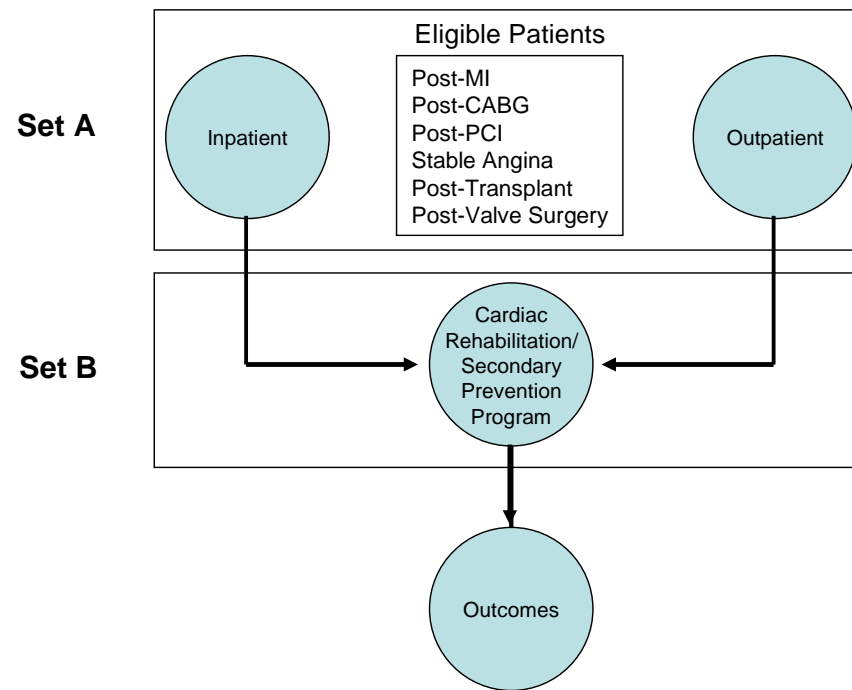 Eligible Patients
Set A
Inpatient
Post-MI
Post-CABG
Post-PCI
Stable Angina
Post-Transplant
Post-Valve Surgery
Outpatient
Set B
Cardiac
Rehabilitation/
Secondary
Prevention
Program
Outcomes